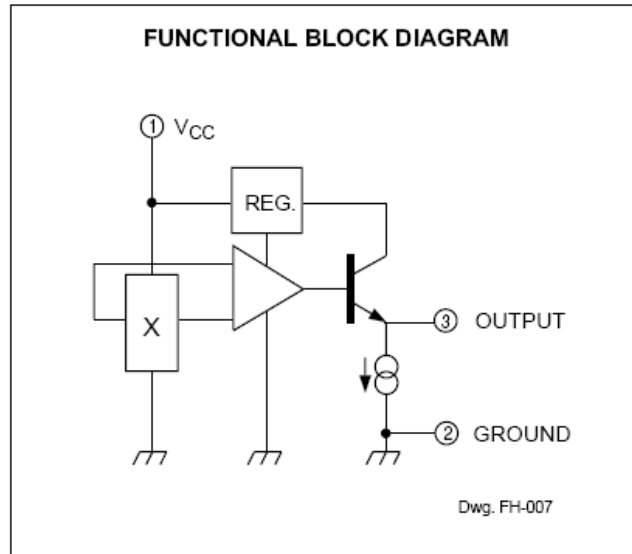 FUNCTIONAL BLOCK DIAGRAM
1 VCC
REG.
X
3 OUTPUT
2 GROUND
Dwg. FH-007